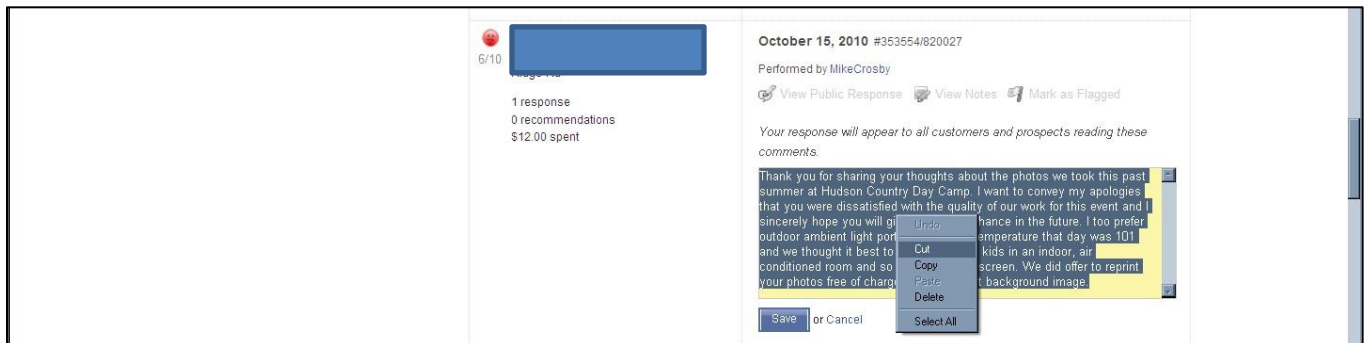 6/10
1 response
0 recommendations
$12.00 spent
October 15, 2010 #353554/820027
Performed by MikeCrosby
View Public Response View Notes Mark as Flagged
Your response will appear to all customers and prospects reading these
comments.
Thank you for sharing your thoughts about the photos we took this past
summer at Hudson Country Day Camp. I want to convey my apologies
that you were dissatisfied with the quality of our work for this event and I
sincerely hope you will gi hance in the future. I too prefer
outdoor ambient light port emperature that day was 101
and we thought it best to kids in an indoor, air
conditioned room and so screen. We did offer to reprint
your photos free of charg t background image.
Undo
Cut
Copy
Paste
Delete
Select All
Save or Cancel